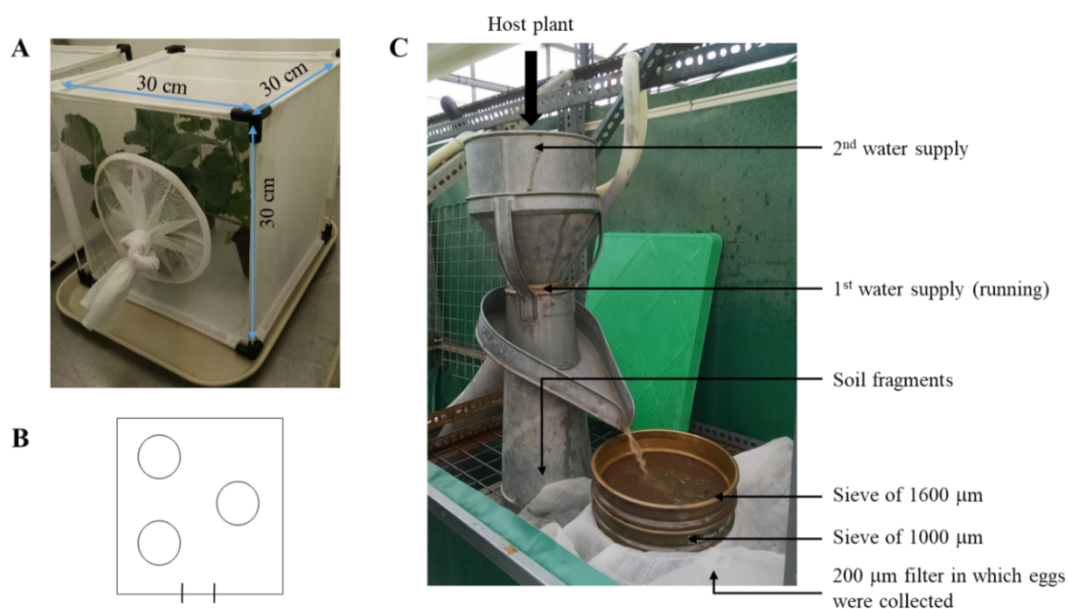 A
30 cm
30 cm
30 cm
B
C
Host plant
2nd water supply
1st water supply (running)
Soil fragments
Sieve of 1600 μm
Sieve of 1000 μm
200 μm filter in which eggs
were collected